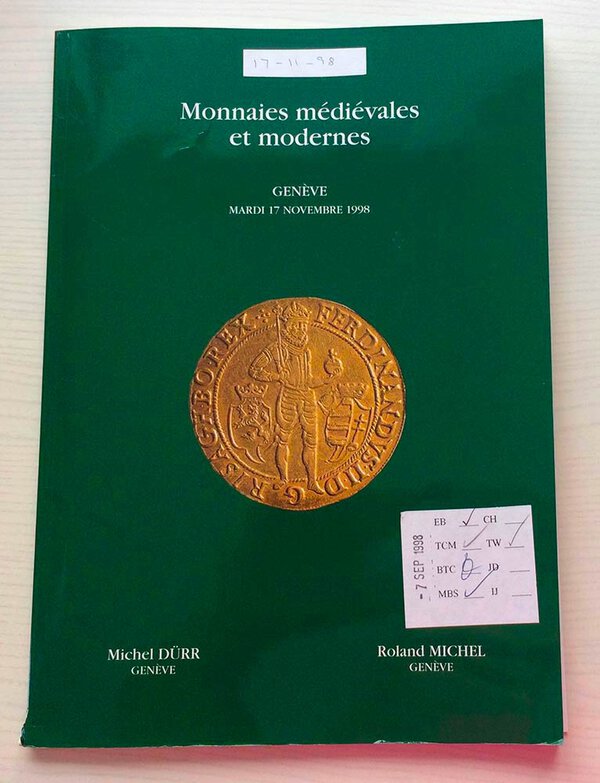 17-11-98
Monnaies médiévales
et modernes
GENÈVE
MARDI 17 NOVEMBRE 1998
FERDINANDVS II D G R I S A G H BO REX
EB CH
TCM TW
BTC JD
MBS IJ
-7 SEP 1998
Michel DÜRR
GENÈVE
Roland MICHEL
GENÈVE